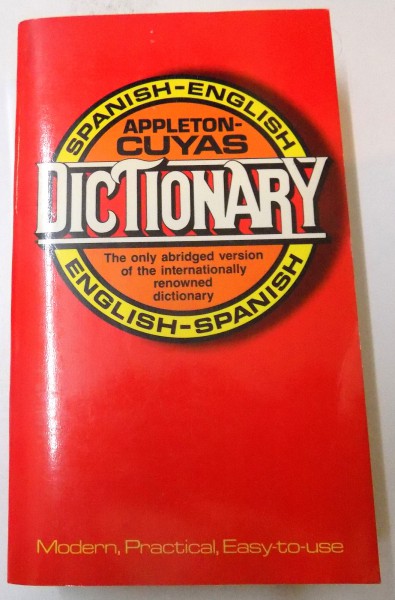 SPANISH-ENGLISH
APPLETON-
CUYAS
DICTIONARY
The only abridged version
of the internationally
renowned
dictionary
ENGLISH-SPANISH
Modern, Practical, Easy-to-use